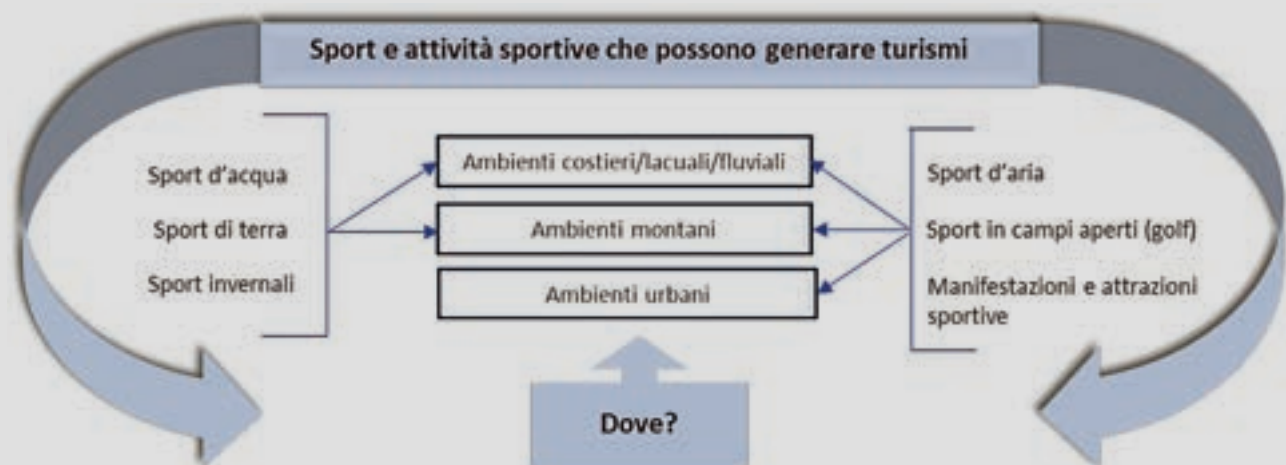 Sport e attività sportive che possono generare turismi
Sport d'acqua
Sport di terra
Sport invernali
Ambienti costieri/lacuali/fluviali
Ambienti montani
Ambienti urbani
Sport d'aria
Sport in campi aperti (golf)
Manifestazioni e attrazioni
sportive
Dove?